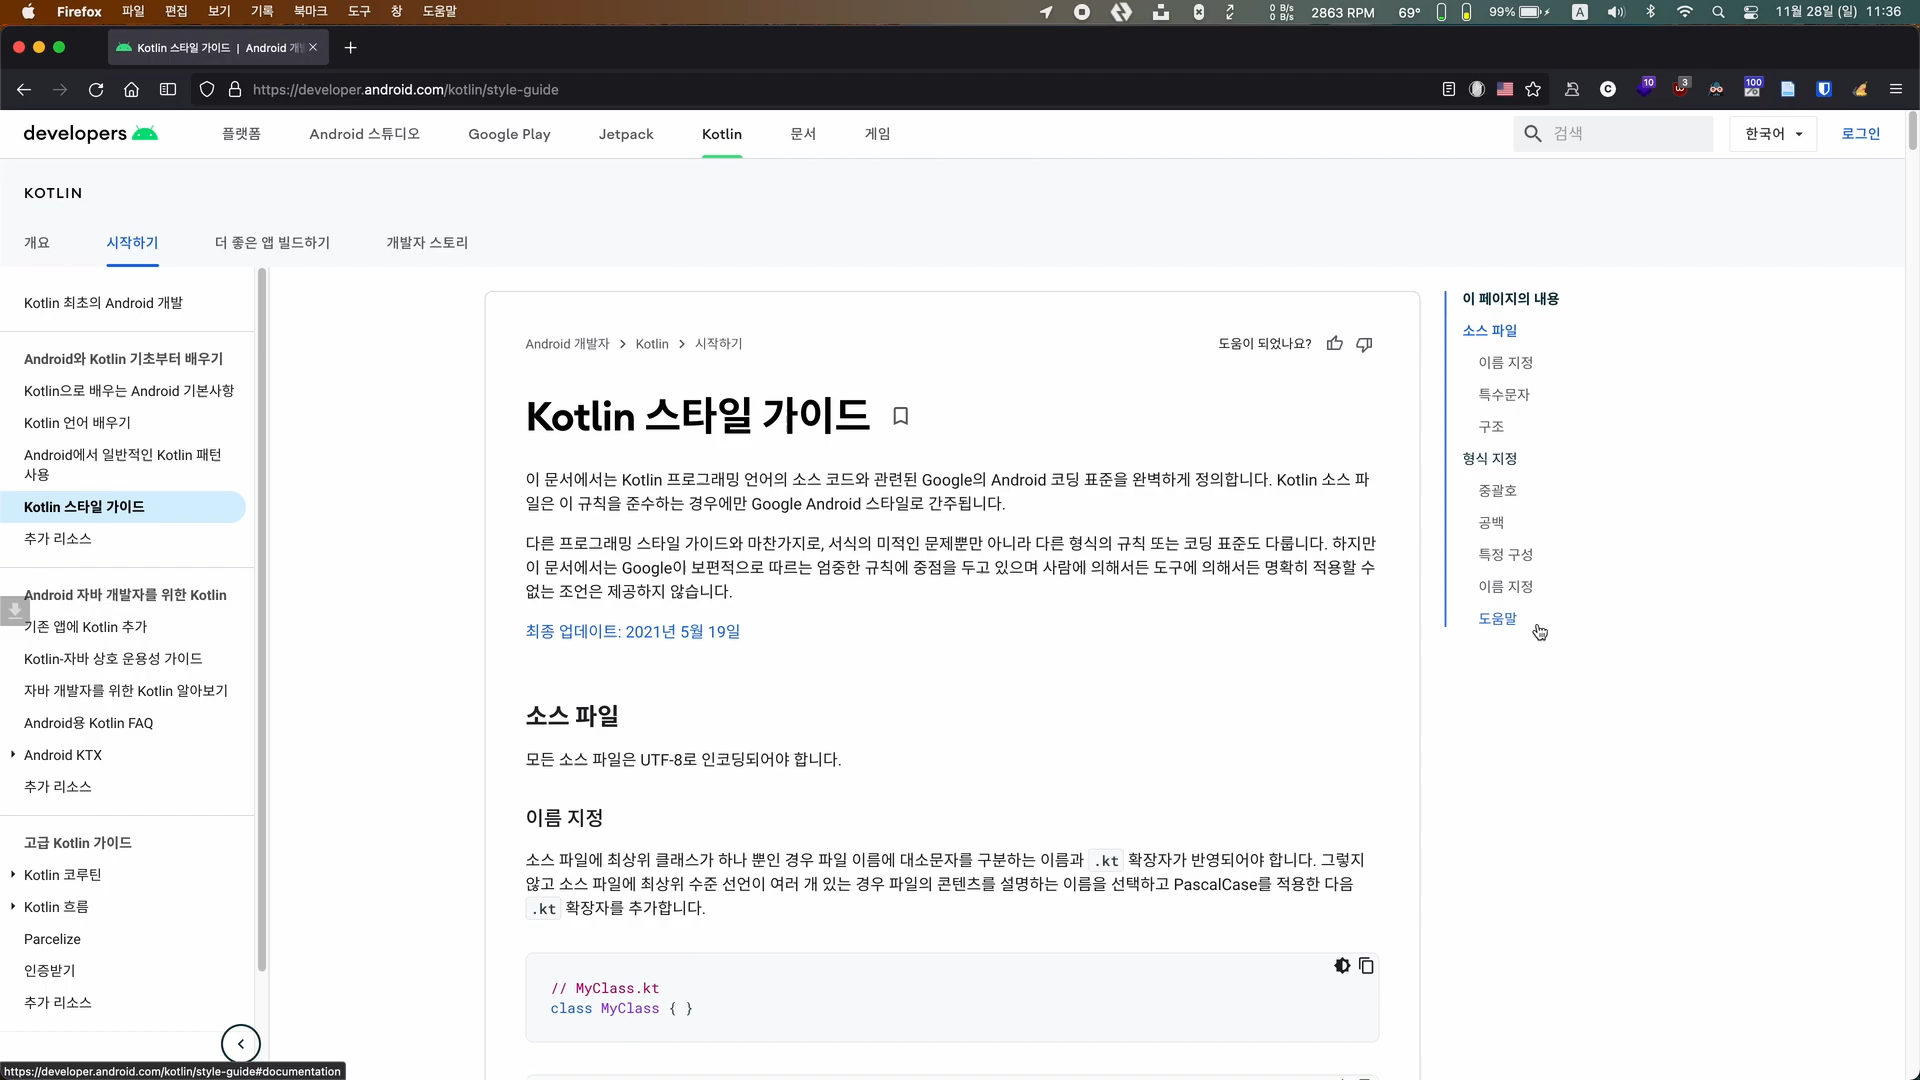 Firefox 파일 편집 보기 기록 북마크 도구 창 도움말 0 B/s 0 B/s 2863 RPM 69° 99% A 11월 28일 (일) 11:36
Kotlin 스타일 가이드 | Android 개발
https://developer.android.com/kotlin/style-guide 10 3 100
developers 플랫폼 Android 스튜디오 Google Play Jetpack Kotlin 문서 게임 검색 한국어 로그인
KOTLIN
개요 시작하기 더 좋은 앱 빌드하기 개발자 스토리
Kotlin 최초의 Android 개발
Android와 Kotlin 기초부터 배우기
Kotlin으로 배우는 Android 기본사항
Kotlin 언어 배우기
Android에서 일반적인 Kotlin 패턴
사용
Kotlin 스타일 가이드
추가 리소스
Android 자바 개발자를 위한 Kotlin
기존 앱에 Kotlin 추가
Kotlin-자바 상호 운용성 가이드
자바 개발자를 위한 Kotlin 알아보기
Android용 Kotlin FAQ
Android KTX
추가 리소스
고급 Kotlin 가이드
Kotlin 코루틴
Kotlin 흐름
Parcelize
인증받기
추가 리소스
Android 개발자 Kotlin 시작하기 도움이 되었나요?
Kotlin 스타일 가이드
이 문서에서는 Kotlin 프로그래밍 언어의 소스 코드와 관련된 Google의 Android 코딩 표준을 완벽하게 정의합니다. Kotlin 소스 파
일은 이 규칙을 준수하는 경우에만 Google Android 스타일로 간주됩니다.
다른 프로그래밍 스타일 가이드와 마찬가지로, 서식의 미적인 문제뿐만 아니라 다른 형식의 규칙 또는 코딩 표준도 다룹니다. 하지만
이 문서에서는 Google이 보편적으로 따르는 엄중한 규칙에 중점을 두고 있으며 사람에 의해서든 도구에 의해서든 명확히 적용할 수
없는 조언은 제공하지 않습니다.
최종 업데이트: 2021년 5월 19일
소스 파일
모든 소스 파일은 UTF-8로 인코딩되어야 합니다.
이름 지정
소스 파일에 최상위 클래스가 하나 뿐인 경우 파일 이름에 대소문자를 구분하는 이름과 .kt 확장자가 반영되어야 합니다. 그렇지
않고 소스 파일에 최상위 수준 선언이 여러 개 있는 경우 파일의 콘텐츠를 설명하는 이름을 선택하고 PascalCase를 적용한 다음
.kt 확장자를 추가합니다.
// MyClass.kt
class MyClass { }
이 페이지의 내용
소스 파일
이름 지정
특수문자
구조
형식 지정
중괄호
공백
특정 구성
이름 지정
도움말
https://developer.android.com/kotlin/style-guide#documentation